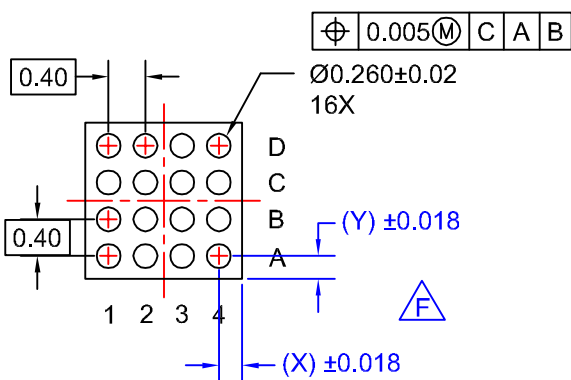 ⌖ 0.005Ⓜ C A B
0.40
Ø0.260±0.02
16X
D
C
B
A
0.40
(Y) ±0.018
F
1 2 3 4
(X) ±0.018